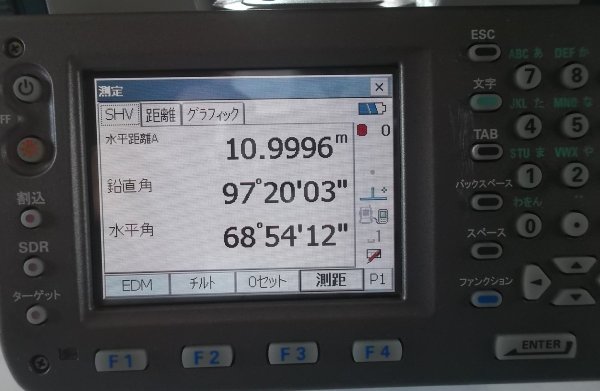 測定 ×
SHV 距離 グラフィック
水平距離A 10.9996m
0
鉛直角 97°20'03"
水平角 68°54'12"
1
EDM チルト 0セット 測距 P1
F1 F2 F3 F4
割込
SDR
ターゲット
ESC
文字
TAB
バックスペース
スペース
ファンクション
ABC あ DEF か
7 8
JKL た MNO な
4 5
STU ま VWX や
1 2
わをん
0
ENTER